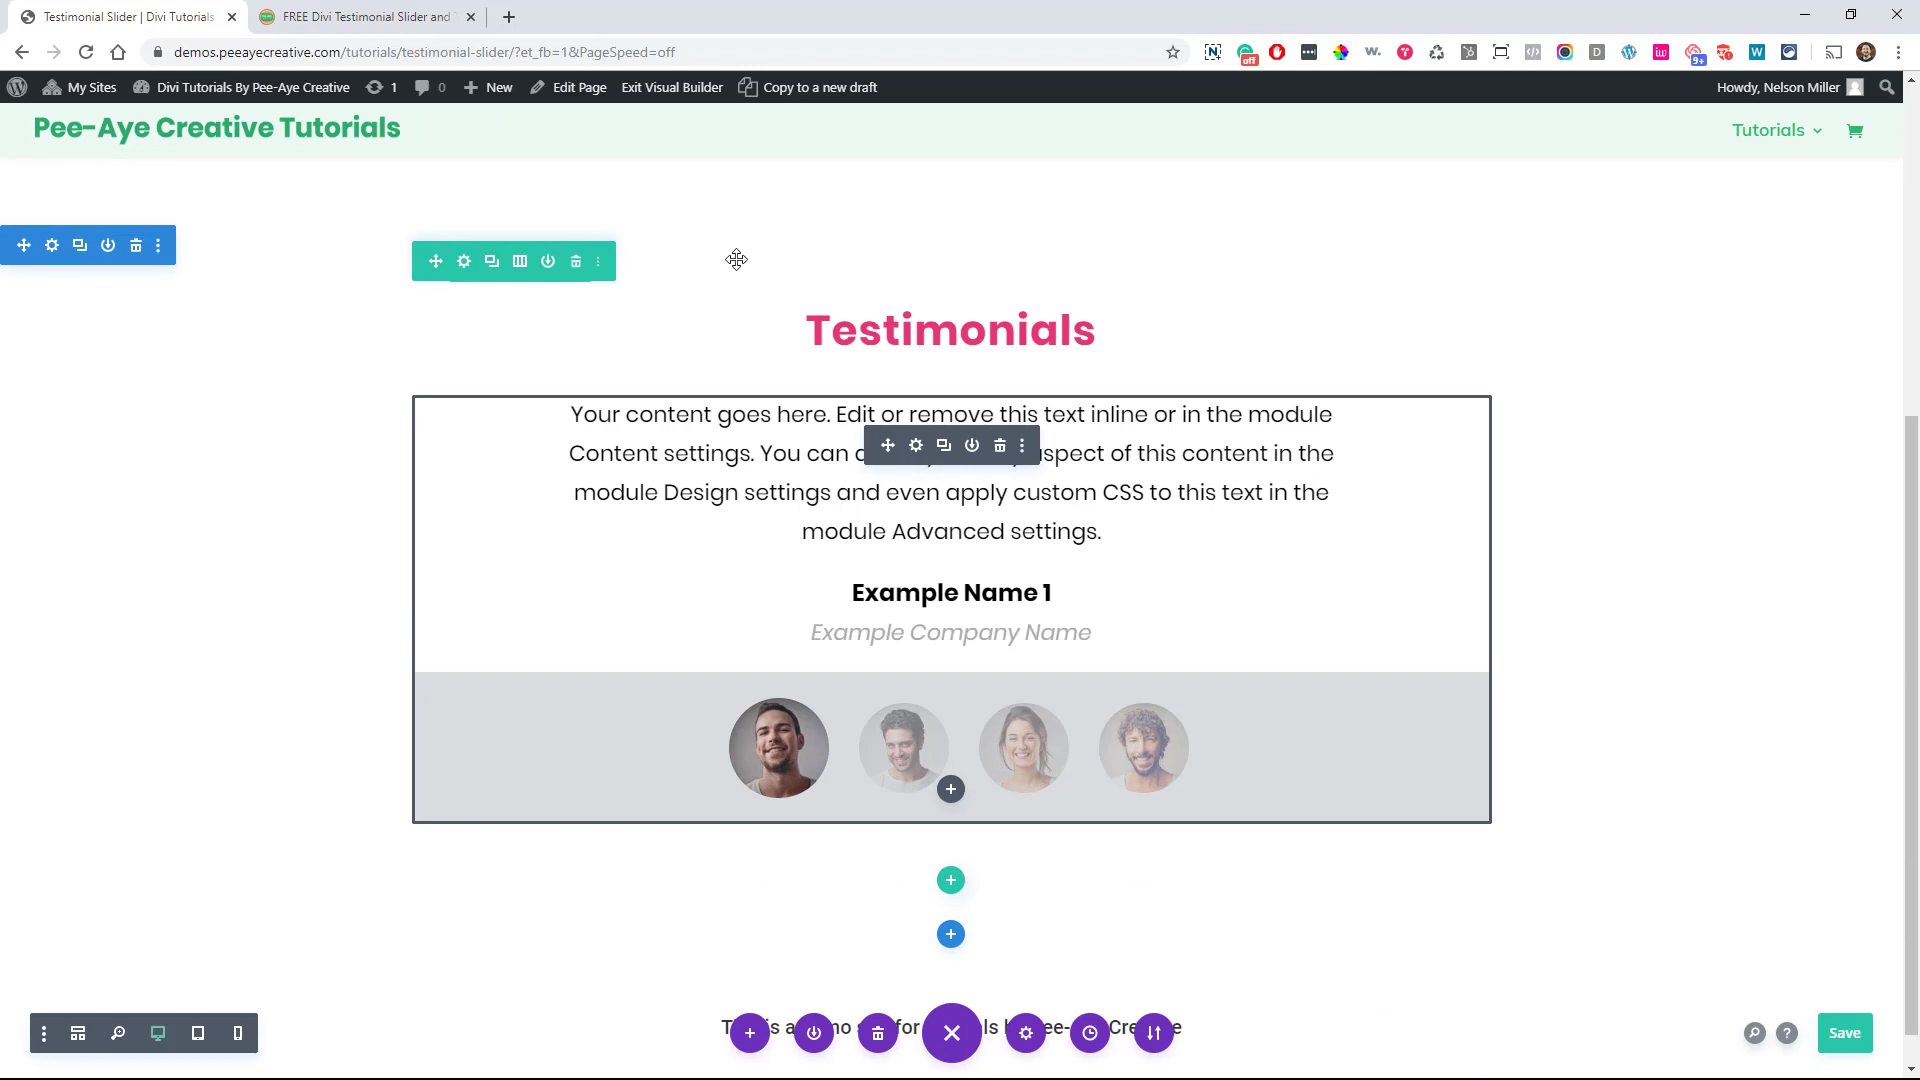 Testimonial Slider | Divi Tutorials
FREE Divi Testimonial Slider and
demos.peeayecreative.com/tutorials/testimonial-slider/?et_fb=1&PageSpeed=off
off
9+
My Sites
Divi Tutorials By Pee-Aye Creative
1
0
New
Edit Page
Exit Visual Builder
Copy to a new draft
Howdy, Nelson Miller
Pee-Aye Creative Tutorials
Tutorials
Testimonials
Your content goes here. Edit or remove this text inline or in the module
Content settings. You can aspect of this content in the
module Design settings and even apply custom CSS to this text in the
module Advanced settings.
Example Name 1
Example Company Name
Save